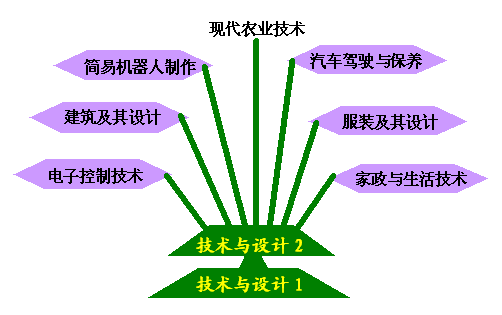 现代农业技术
简易机器人制作
汽车驾驶与保养
建筑及其设计
服装及其设计
电子控制技术
家政与生活技术
技术与设计2
技术与设计1